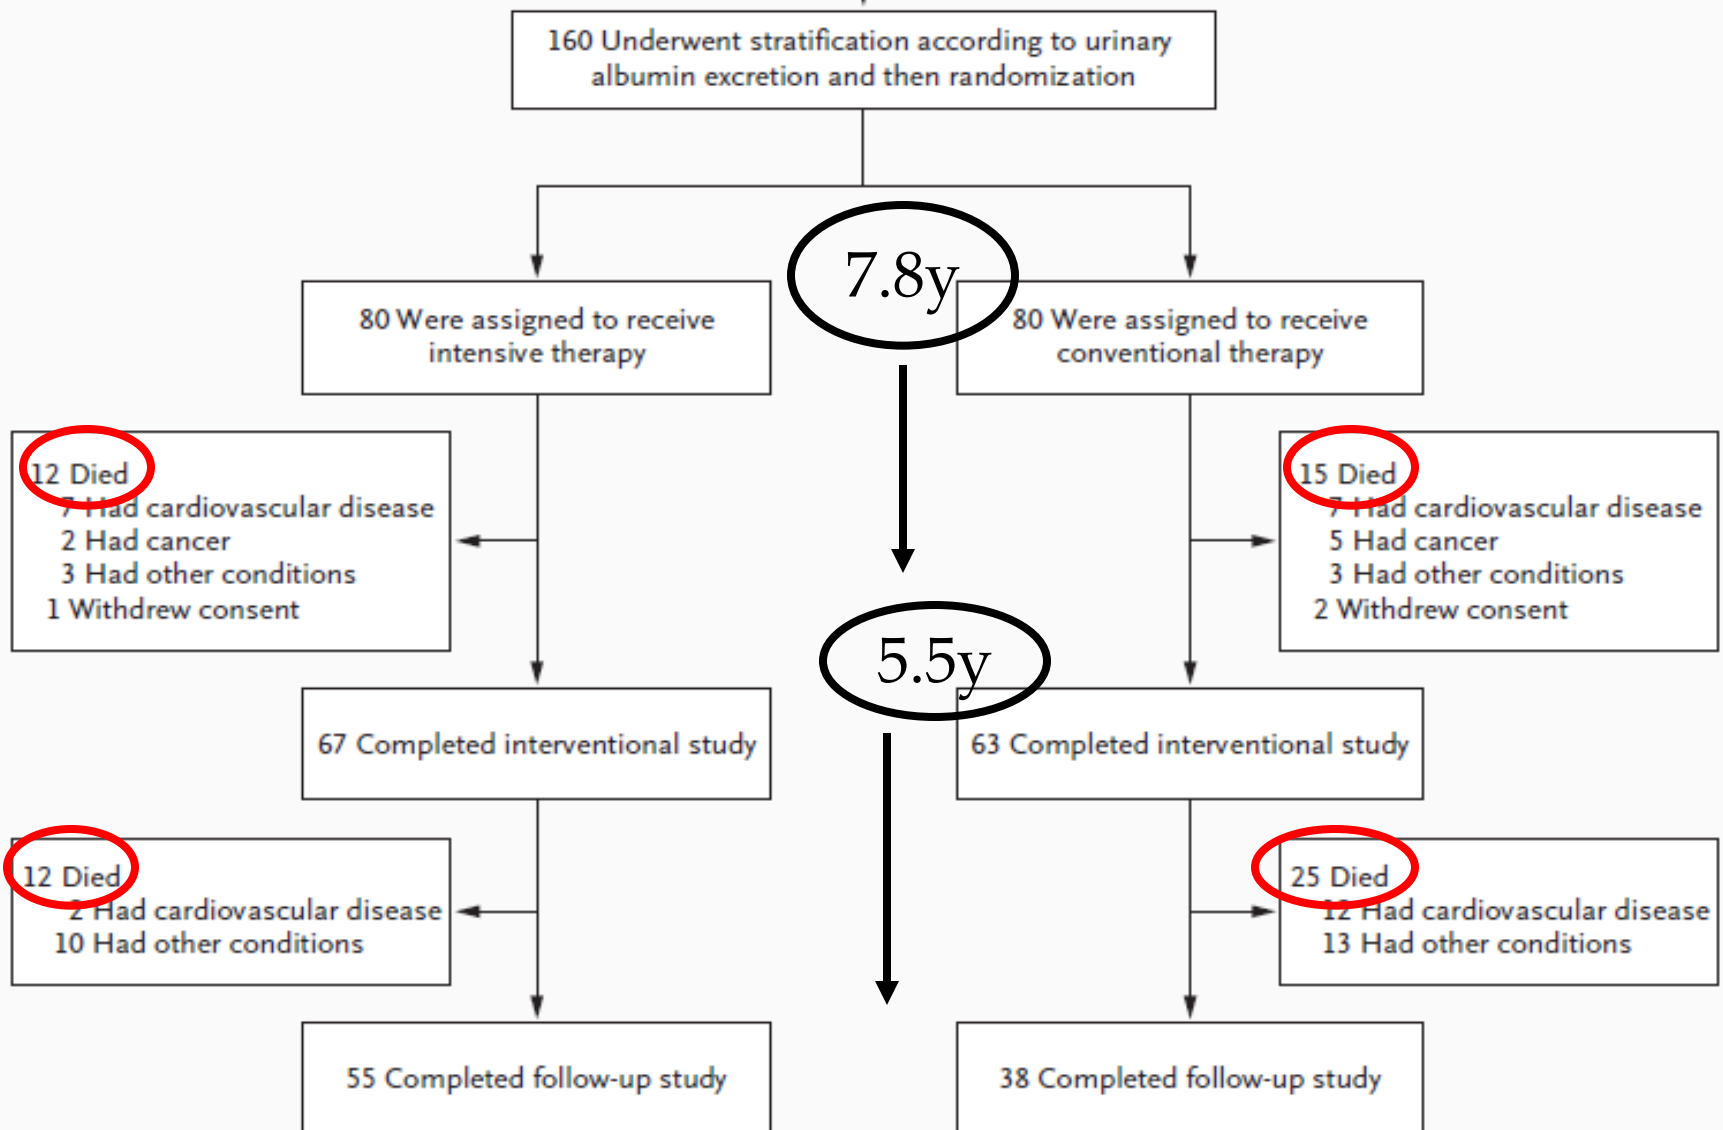 160 Underwent stratification according to urinary
albumin excretion and then randomization
7.8y
80 Were assigned to receive
intensive therapy
80 Were assigned to receive
conventional therapy
12 Died
7 Had cardiovascular disease
2 Had cancer
3 Had other conditions
1 Withdrew consent
15 Died
7 Had cardiovascular disease
5 Had cancer
3 Had other conditions
2 Withdrew consent
5.5y
67 Completed interventional study
63 Completed interventional study
12 Died
2 Had cardiovascular disease
10 Had other conditions
25 Died
12 Had cardiovascular disease
13 Had other conditions
55 Completed follow-up study
38 Completed follow-up study